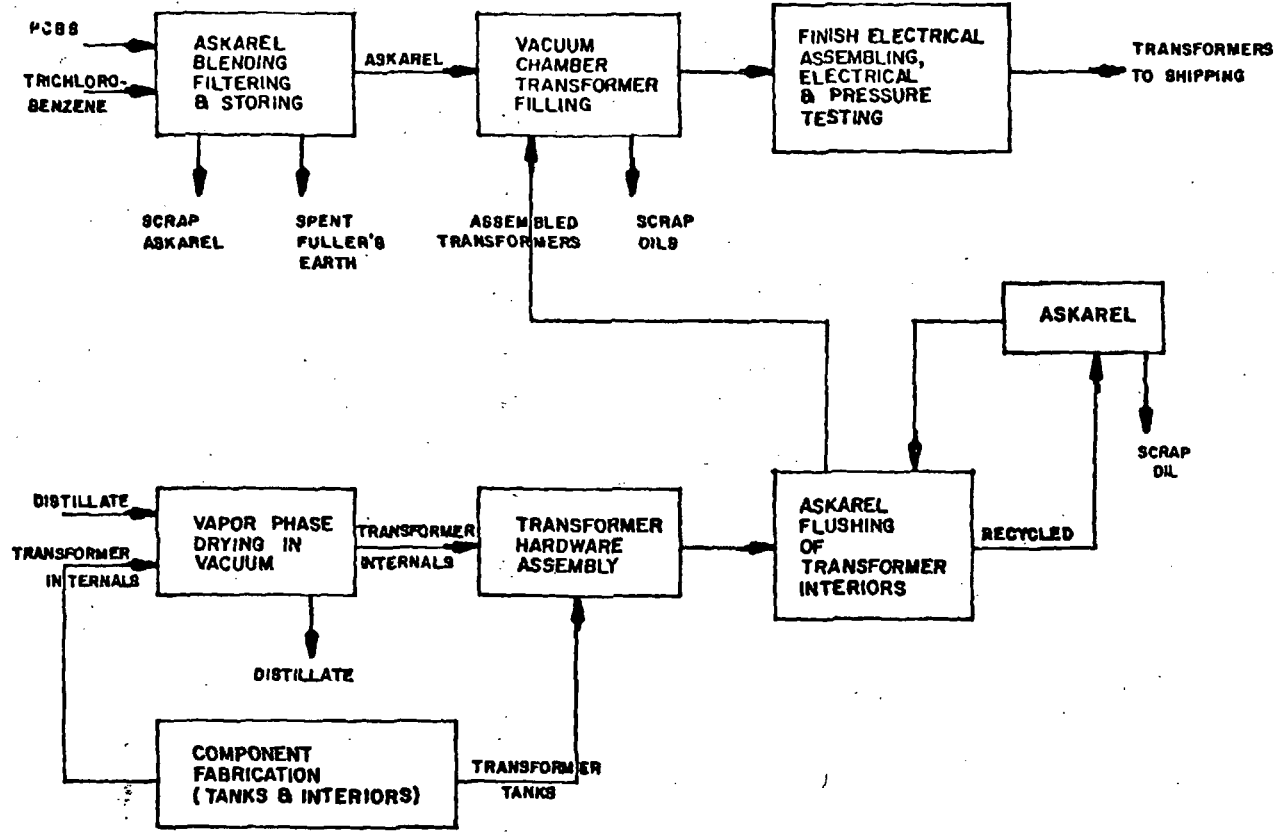 PCBS
TRICHLORO-
BENZENE
ASKAREL
BLENDING
FILTERING
& STORING
ASKAREL
VACUUM
CHAMBER
TRANSFORMER
FILLING
FINISH ELECTRICAL
ASSEMBLING,
ELECTRICAL
& PRESSURE
TESTING
TRANSFORMERS
TO SHIPPING
SCRAP
ASKAREL
SPENT
FULLER'S
EARTH
ASSEMBLED
TRANSFORMERS
SCRAP
OILS
ASKAREL
SCRAP
OIL
DISTILLATE
TRANSFORMER
INTERNALS
VAPOR PHASE
DRYING IN
VACUUM
TRANSFORMER
INTERNALS
TRANSFORMER
HARDWARE
ASSEMBLY
ASKAREL
FLUSHING
OF
TRANSFORMER
INTERIORS
RECYCLED
DISTILLATE
COMPONENT
FABRICATION
(TANKS & INTERIORS)
TRANSFORMER
TANKS